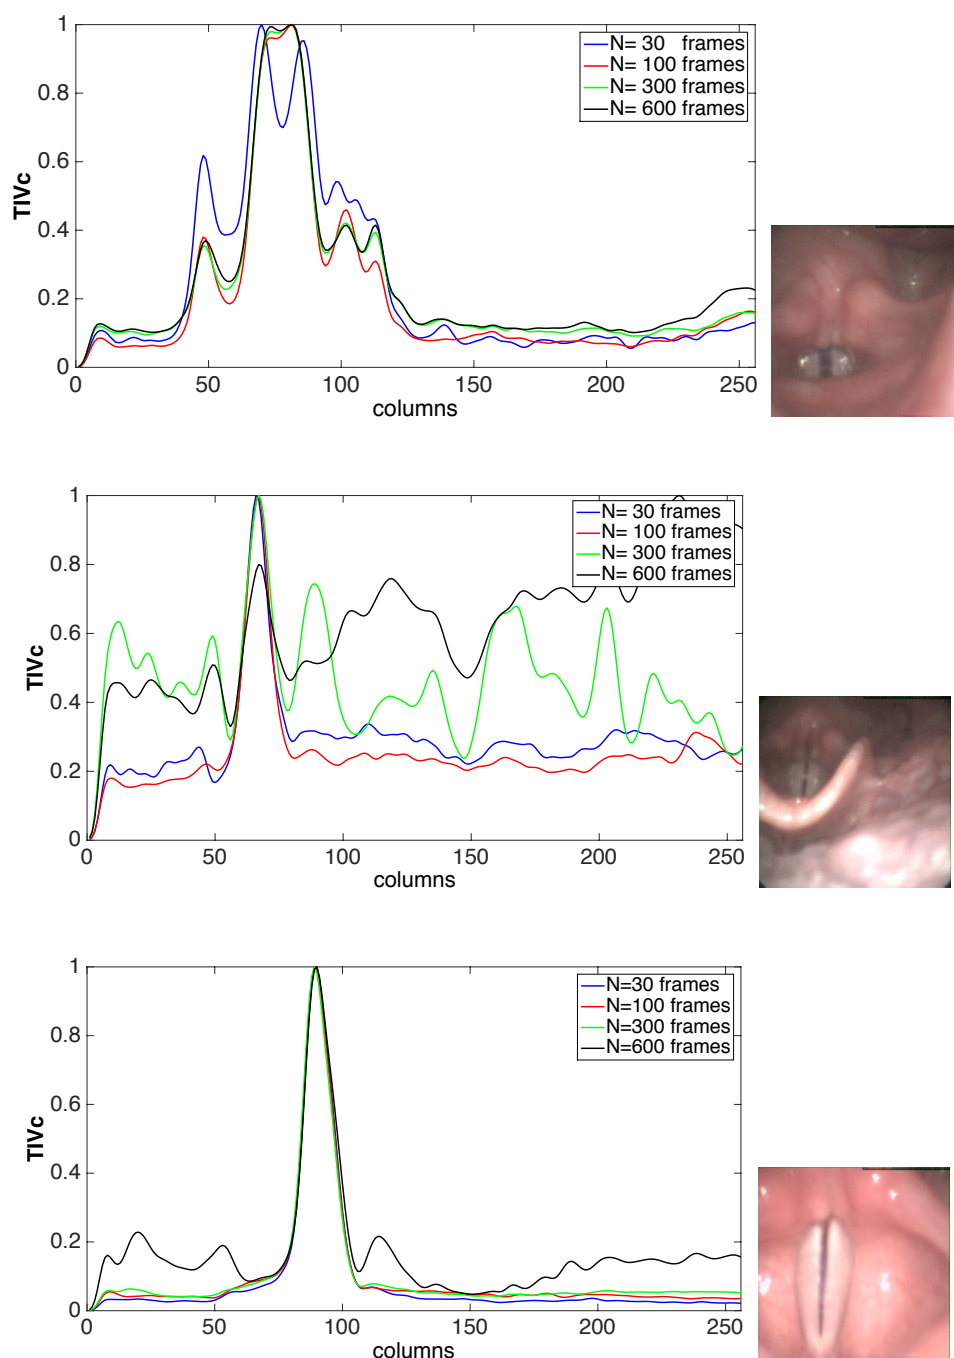 1
0.8
0.6
0.4
0.2
0
TIVc
0 50 100 150 200 250
columns
N= 30 frames
N= 100 frames
N= 300 frames
N= 600 frames
1
0.8
0.6
0.4
0.2
0
TIVc
0 50 100 150 200 250
columns
N= 30 frames
N= 100 frames
N= 300 frames
N= 600 frames
1
0.8
0.6
0.4
0.2
0
TIVc
0 50 100 150 200 250
columns
N=30 frames
N=100 frames
N=300 frames
N=600 frames